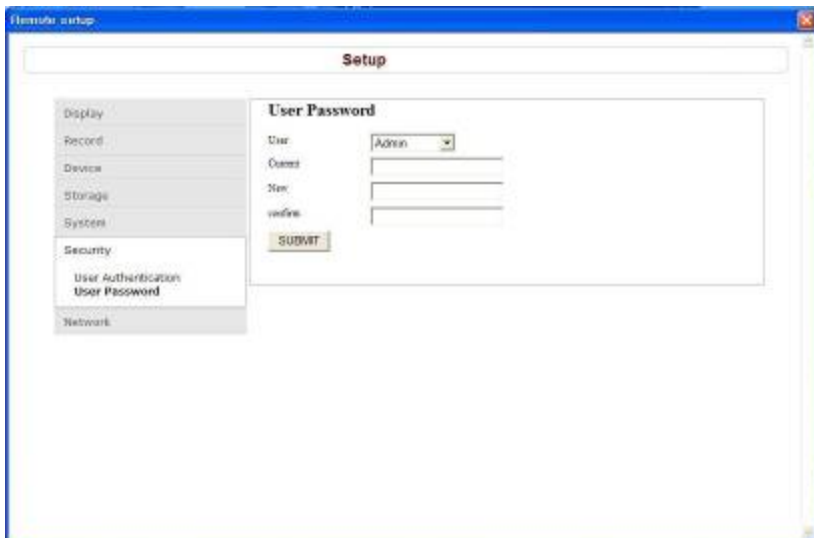 Remote setup
Setup
Display
Record
Device
Storage
System
Security
User Authentication
User Password
Network
User Password
User
Admin
Current
New
confirm
SUBMIT